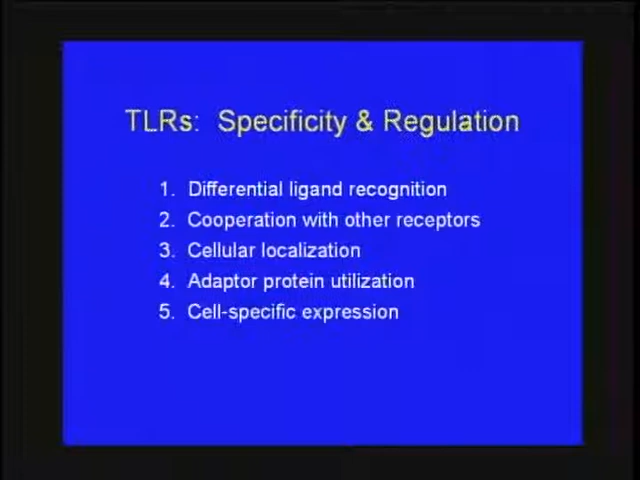 TLRs: Specificity & Regulation
1. Differential ligand recognition
2. Cooperation with other receptors
3. Cellular localization
4. Adaptor protein utilization
5. Cell-specific expression